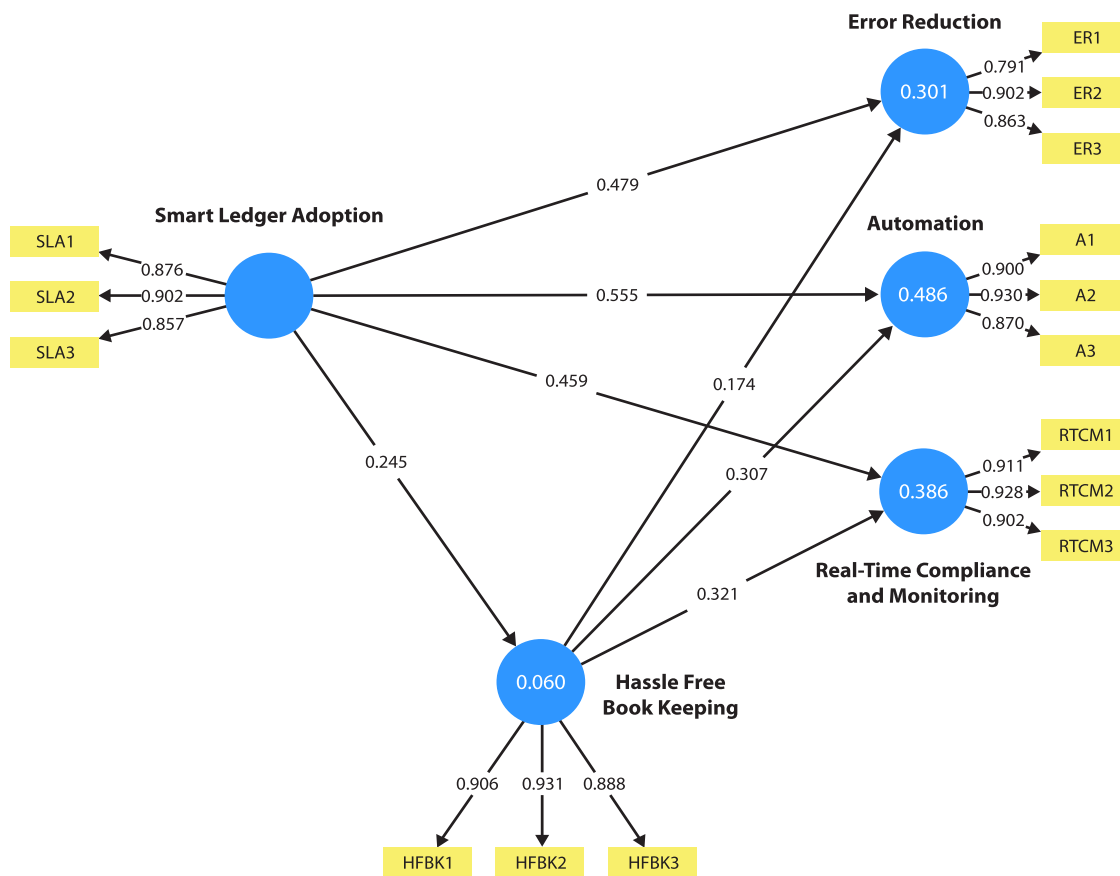 Error Reduction
ER1
0.791
0.301
0.902
ER2
0.863
ER3
0.479
Smart Ledger Adoption
Automation
SLA1
0.876
SLA2
0.902
0.857
SLA3
0.555
0.486
0.900
A1
0.930
A2
0.870
A3
0.459
0.174
0.245
0.307
0.386
0.911
RTCM1
0.928
RTCM2
0.902
RTCM3
Real-Time Compliance
and Monitoring
0.321
0.060
Hassle Free
Book Keeping
0.906
0.931
0.888
HFBK1
HFBK2
HFBK3